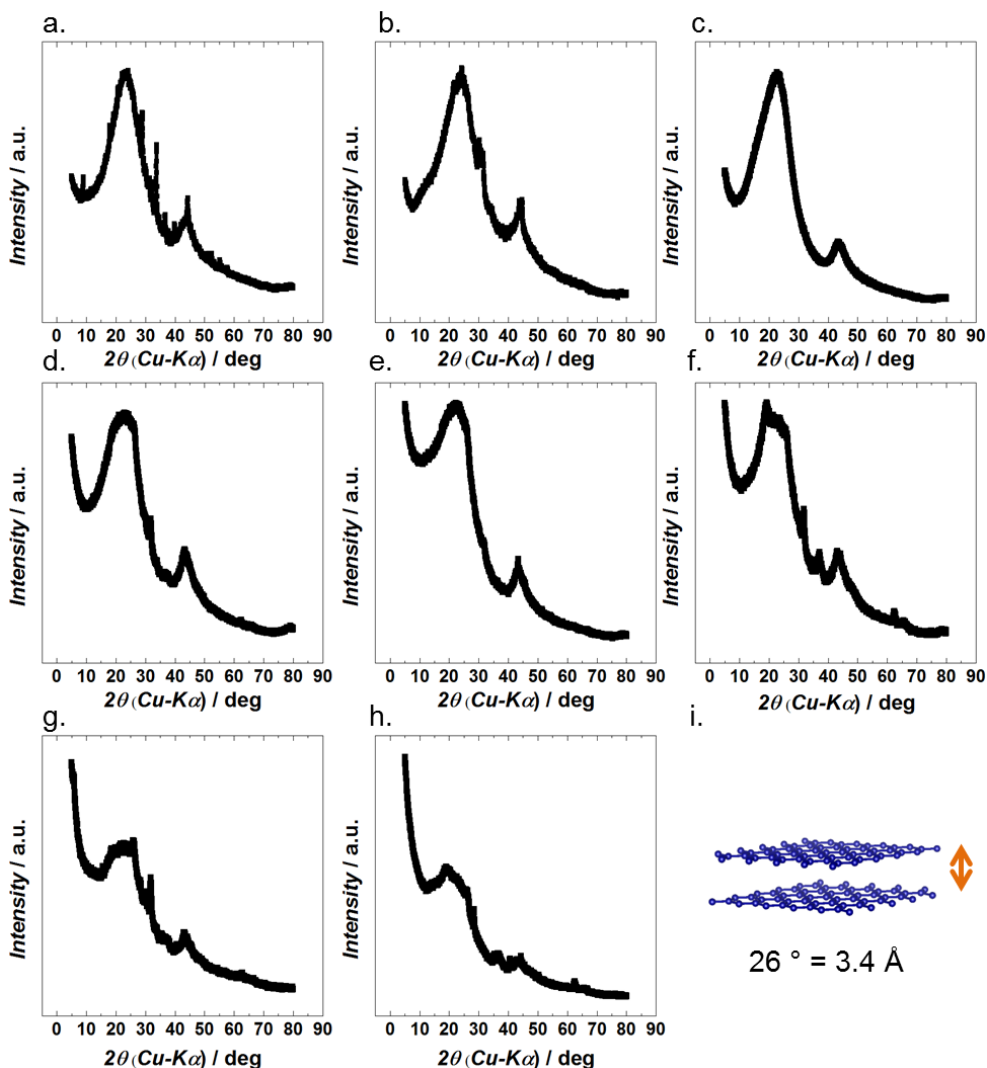 a. b. c.
Intensity / a.u. Intensity / a.u. Intensity / a.u.
0 10 20 30 40 50 60 70 80 90 0 10 20 30 40 50 60 70 80 90 0 10 20 30 40 50 60 70 80 90
2θ (Cu-Kα) / deg 2θ (Cu-Kα) / deg 2θ (Cu-Kα) / deg
d. e. f.
Intensity / a.u. Intensity / a.u. Intensity / a.u.
0 10 20 30 40 50 60 70 80 90 0 10 20 30 40 50 60 70 80 90 0 10 20 30 40 50 60 70 80 90
2θ (Cu-Kα) / deg 2θ (Cu-Kα) / deg 2θ (Cu-Kα) / deg
g. h. i.
Intensity / a.u. Intensity / a.u.
26 ° = 3.4 Å
0 10 20 30 40 50 60 70 80 90 0 10 20 30 40 50 60 70 80 90
2θ (Cu-Kα) / deg 2θ (Cu-Kα) / deg